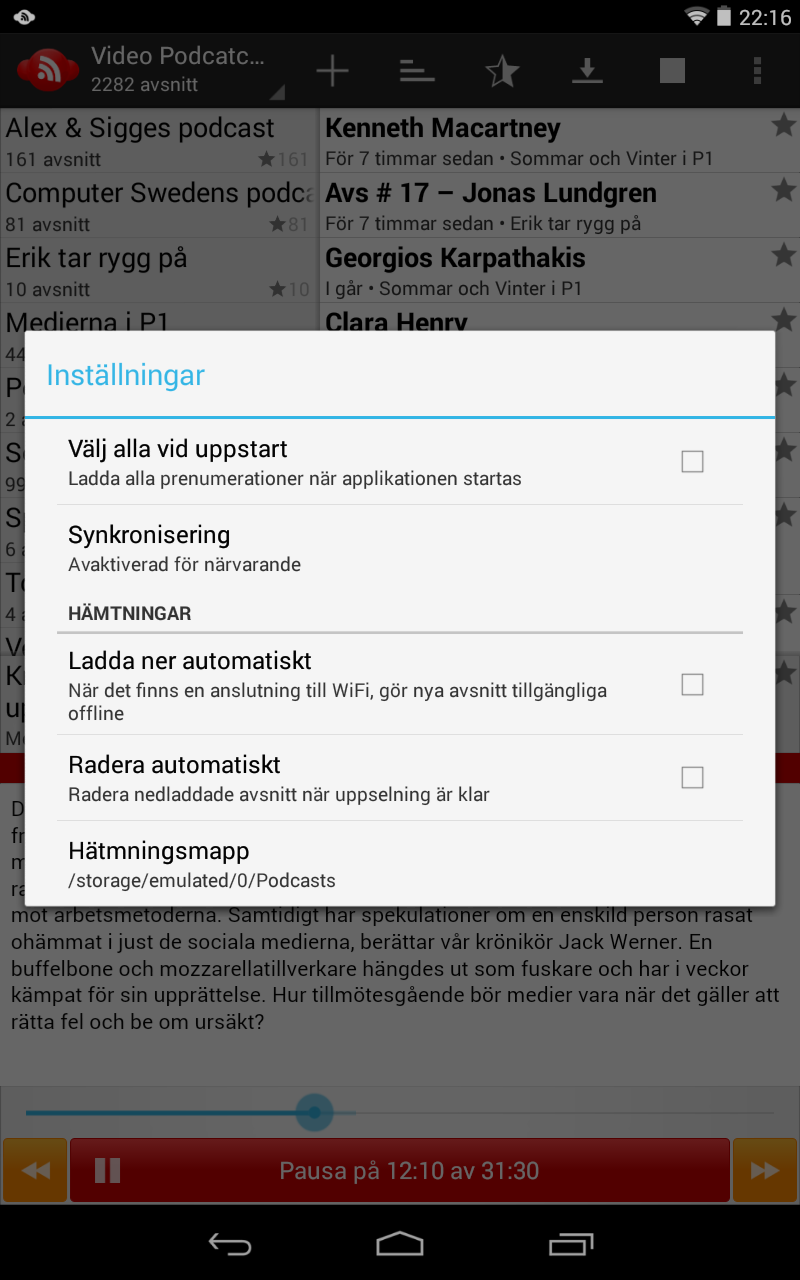 22:16
Video Podcatc...
2282 avsnitt
Alex & Sigges podcast
161 avsnitt
161
Computer Swedens podca
81 avsnitt
81
Erik tar rygg på
10 avsnitt
10
Medierna i P1
44
2
99
6
4
Kenneth Macartney
För 7 timmar sedan • Sommar och Vinter i P1
Avs # 17 – Jonas Lundgren
För 7 timmar sedan • Erik tar rygg på
Georgios Karpathakis
I går • Sommar och Vinter i P1
Clara Henry
Inställningar
Välj alla vid uppstart
Ladda alla prenumerationer när applikationen startas
Synkronisering
Avaktiverad för närvarande
HÄMTNINGAR
Ladda ner automatiskt
När det finns en anslutning till WiFi, gör nya avsnitt tillgängliga
offline
Radera automatiskt
Radera nedladdade avsnitt när uppselning är klar
Hätmningsmapp
/storage/emulated/0/Podcasts
mot arbetsmetoderna. Samtidigt har spekulationer om en enskild person rasat
ohämmat i just de sociala medierna, berättar vår krönikör Jack Werner. En
buffelbone och mozzarellatillverkare hängdes ut som fuskare och har i veckor
kämpat för sin upprättelse. Hur tillmötesgående bör medier vara när det gäller att
rätta fel och be om ursäkt?
Pausa på 12:10 av 31:30